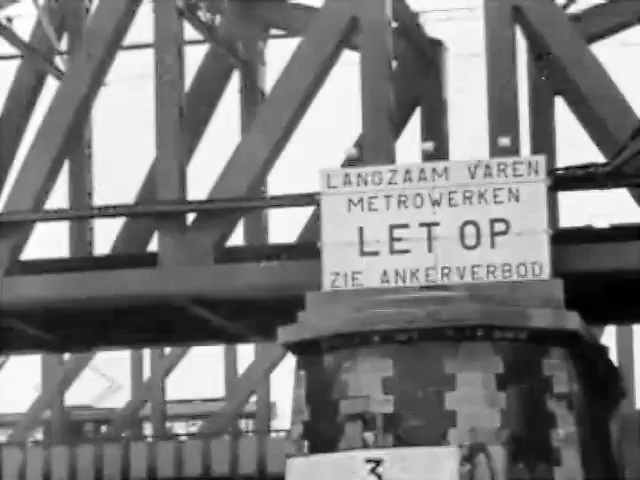 LANGZAAM VAREN
METROWERKEN
LET OP
ZIE ANKERVERBOD
3